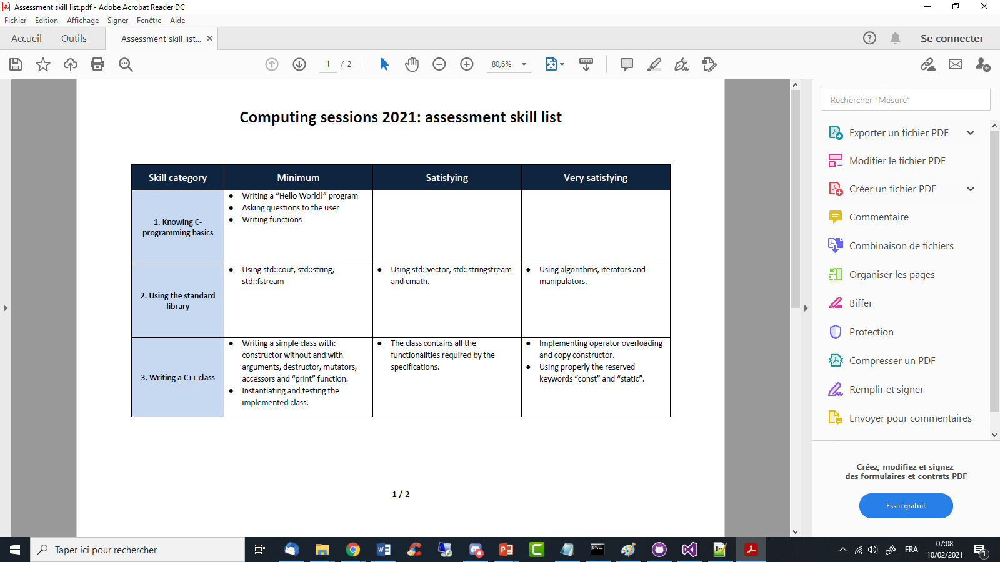 Assessment skill list.pdf - Adobe Acrobat Reader DC
Fichier Edition Affichage Signer Fenêtre Aide
Accueil Outils Assessment skill list... × Se connecter
1 / 2 80,6%
Rechercher "Mesure"
Exporter un fichier PDF
Modifier le fichier PDF
Créer un fichier PDF
Commentaire
Combinaison de fichiers
Organiser les pages
Biffer
Protection
Compresser un PDF
Remplir et signer
Envoyer pour commentaires
Créez, modifiez et signez
des formulaires et contrats PDF
Essai gratuit
Computing sessions 2021: assessment skill list
Skill category Minimum Satisfying Very satisfying
1. Knowing C-
programming basics
● Writing a “Hello World!” program
● Asking questions to the user
● Writing functions
2. Using the standard
library
● Using std::cout, std::string,
std::fstream
● Using std::vector, std::stringstream
and cmath.
● Using algorithms, iterators and
manipulators.
3. Writing a C++ class
● Writing a simple class with:
constructor without and with
arguments, destructor, mutators,
accessors and “print” function.
● Instantiating and testing the
implemented class.
● The class contains all the
functionalities required by the
specifications.
● Implementing operator overloading
and copy constructor.
● Using properly the reserved
keywords “const” and “static”.
1 / 2
Taper ici pour rechercher
FRA
07:08
10/02/2021
1